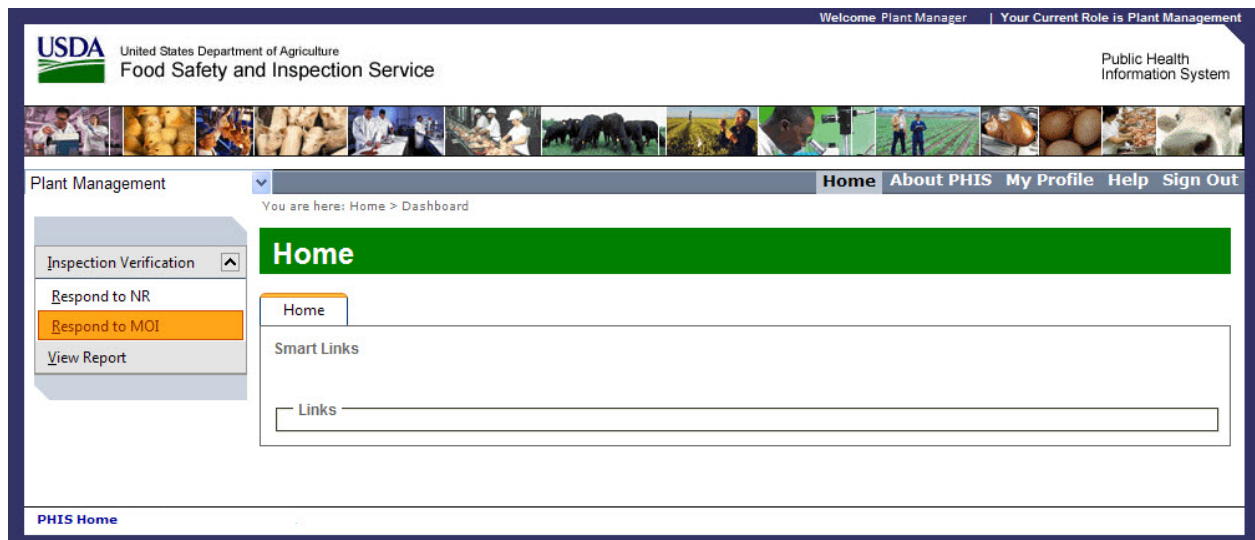 Welcome Plant Manager | Your Current Role is Plant Management
USDA
United States Department of Agriculture
Food Safety and Inspection Service
Public Health
Information System
Plant Management
Home About PHIS My Profile Help Sign Out
You are here: Home > Dashboard
Inspection Verification
Respond to NR
Respond to MOI
View Report
Home
Home
Smart Links
Links
PHIS Home